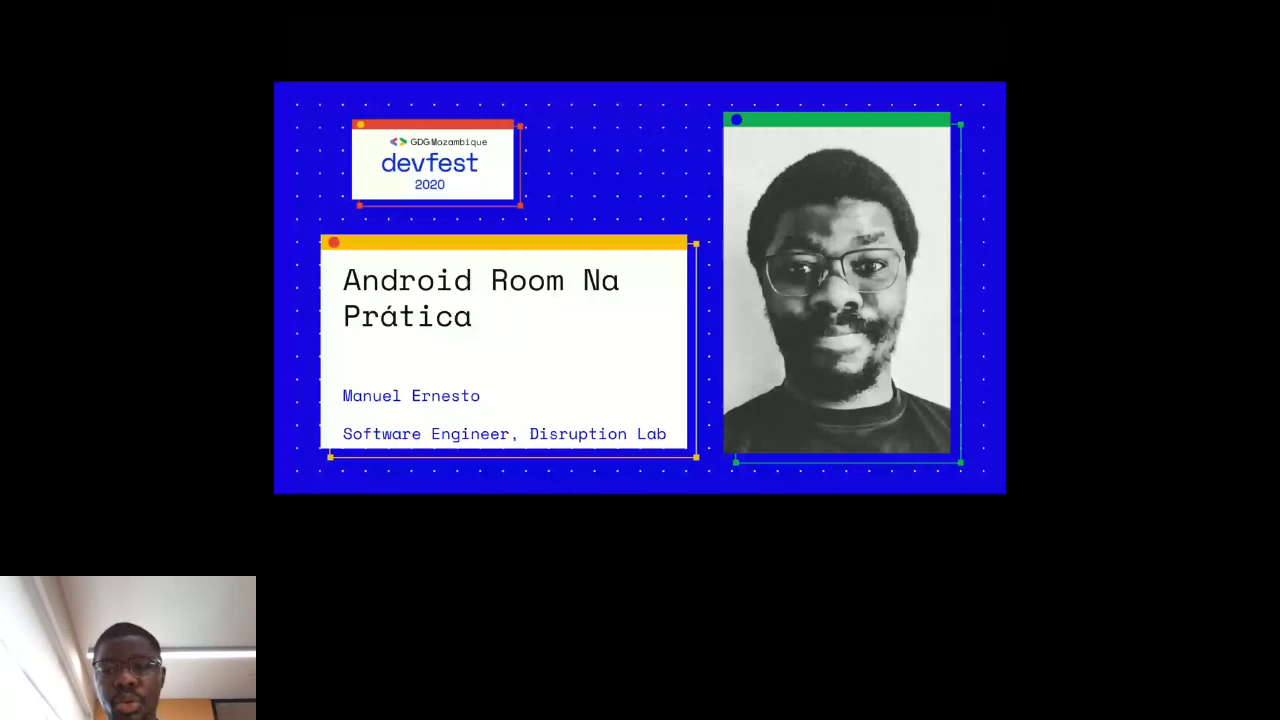 GDG Mozambique
devfest
2020
Android Room Na
Prática
Manuel Ernesto
Software Engineer, Disruption Lab